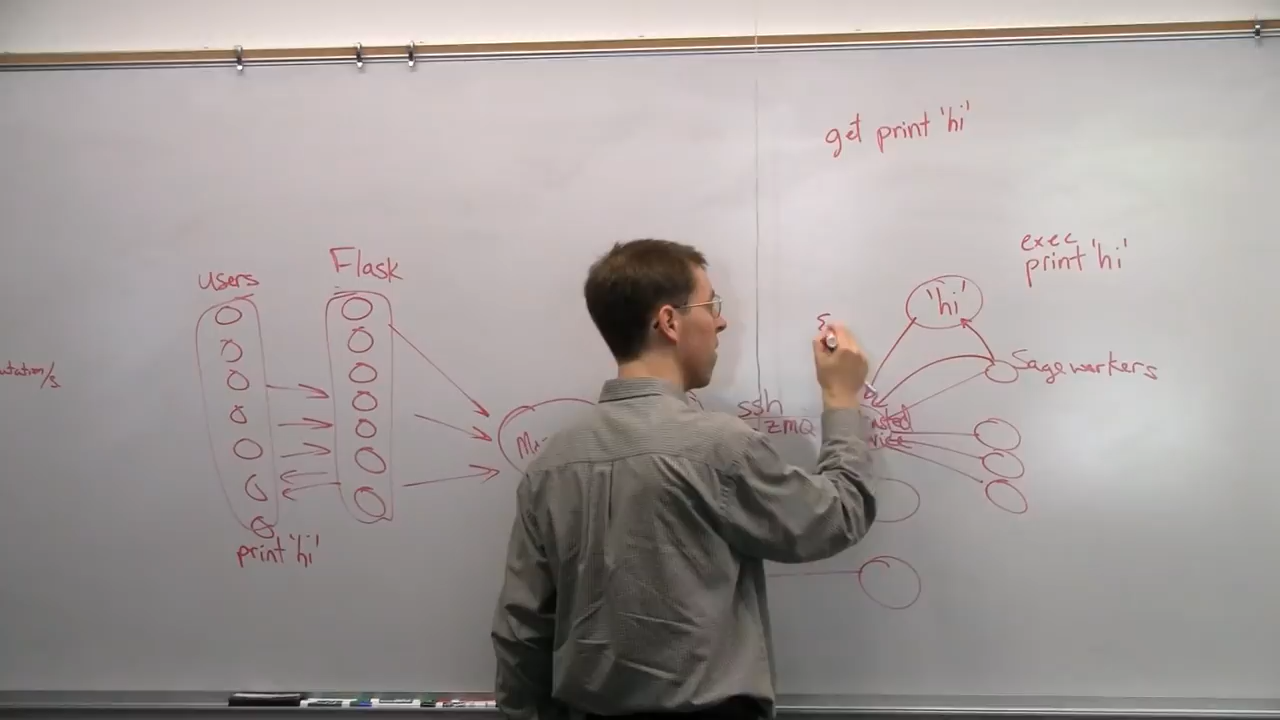 get print 'hi'
exec
print 'hi'
users
Flask
'hi'
Sage workers
ssh
zmq
print 'hi'